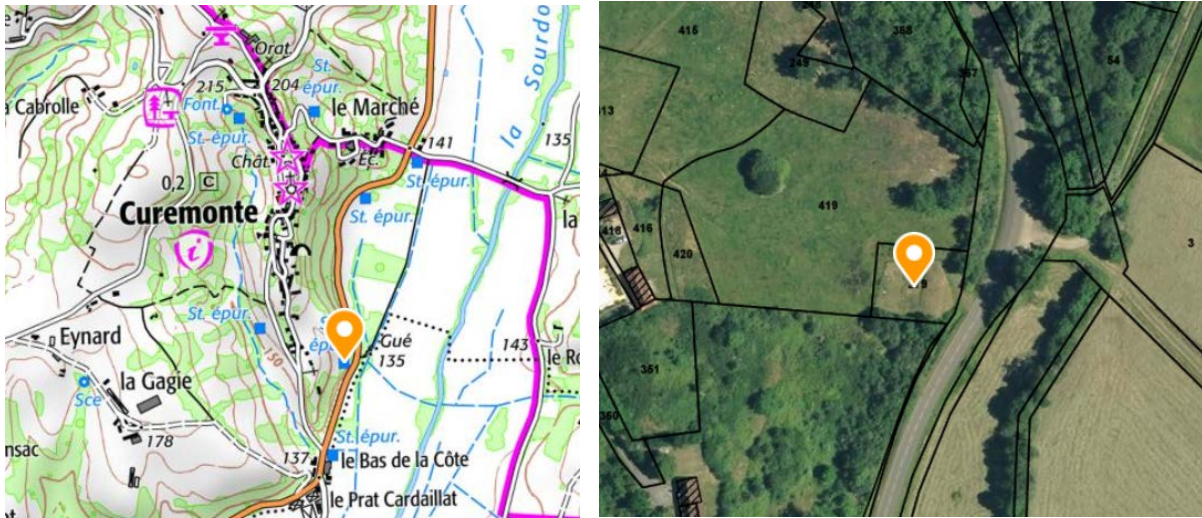 Orat.
215
204
St.
épur.
a Cabrolle
Font.
le Marché
la Sourdo
St. épur.
Chât.
Éc.
141
135
0,2
C
St. épur.
Curemonte
St. épur.
la
i
St. épur.
Eynard
150
Gué
135
143
le Ro
la Gagie
Sce
178
nsac
St. épur.
137
le Bas de la Côte
le Prat Cardaillat
415
249
368
367
54
413
419
416
418
420
3
351
350